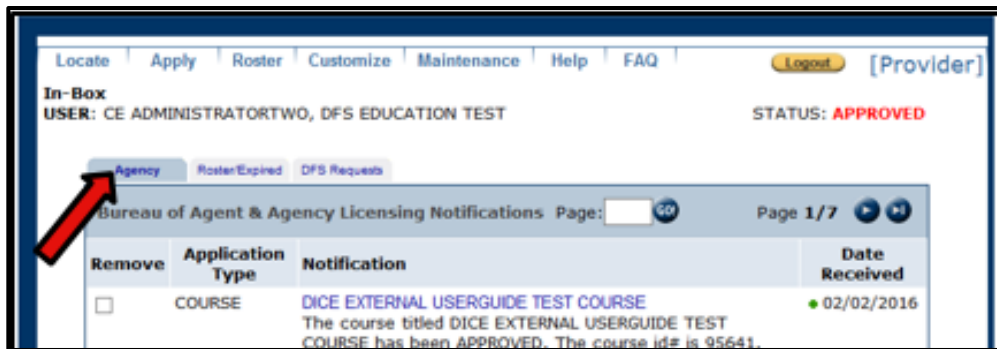 Locate Apply Roster Customize Maintenance Help FAQ Logout [Provider]
In-Box
USER: CE ADMINISTRATORTWO, DFS EDUCATION TEST STATUS: APPROVED
Agency Roster/Expired DFS Requests
Bureau of Agent & Agency Licensing Notifications Page: GO! Page 1/7
Remove Application Type Notification Date Received
COURSE DICE EXTERNAL USERGUIDE TEST COURSE 02/02/2016
The course titled DICE EXTERNAL USERGUIDE TEST
COURSE has been APPROVED. The course id# is 95641.